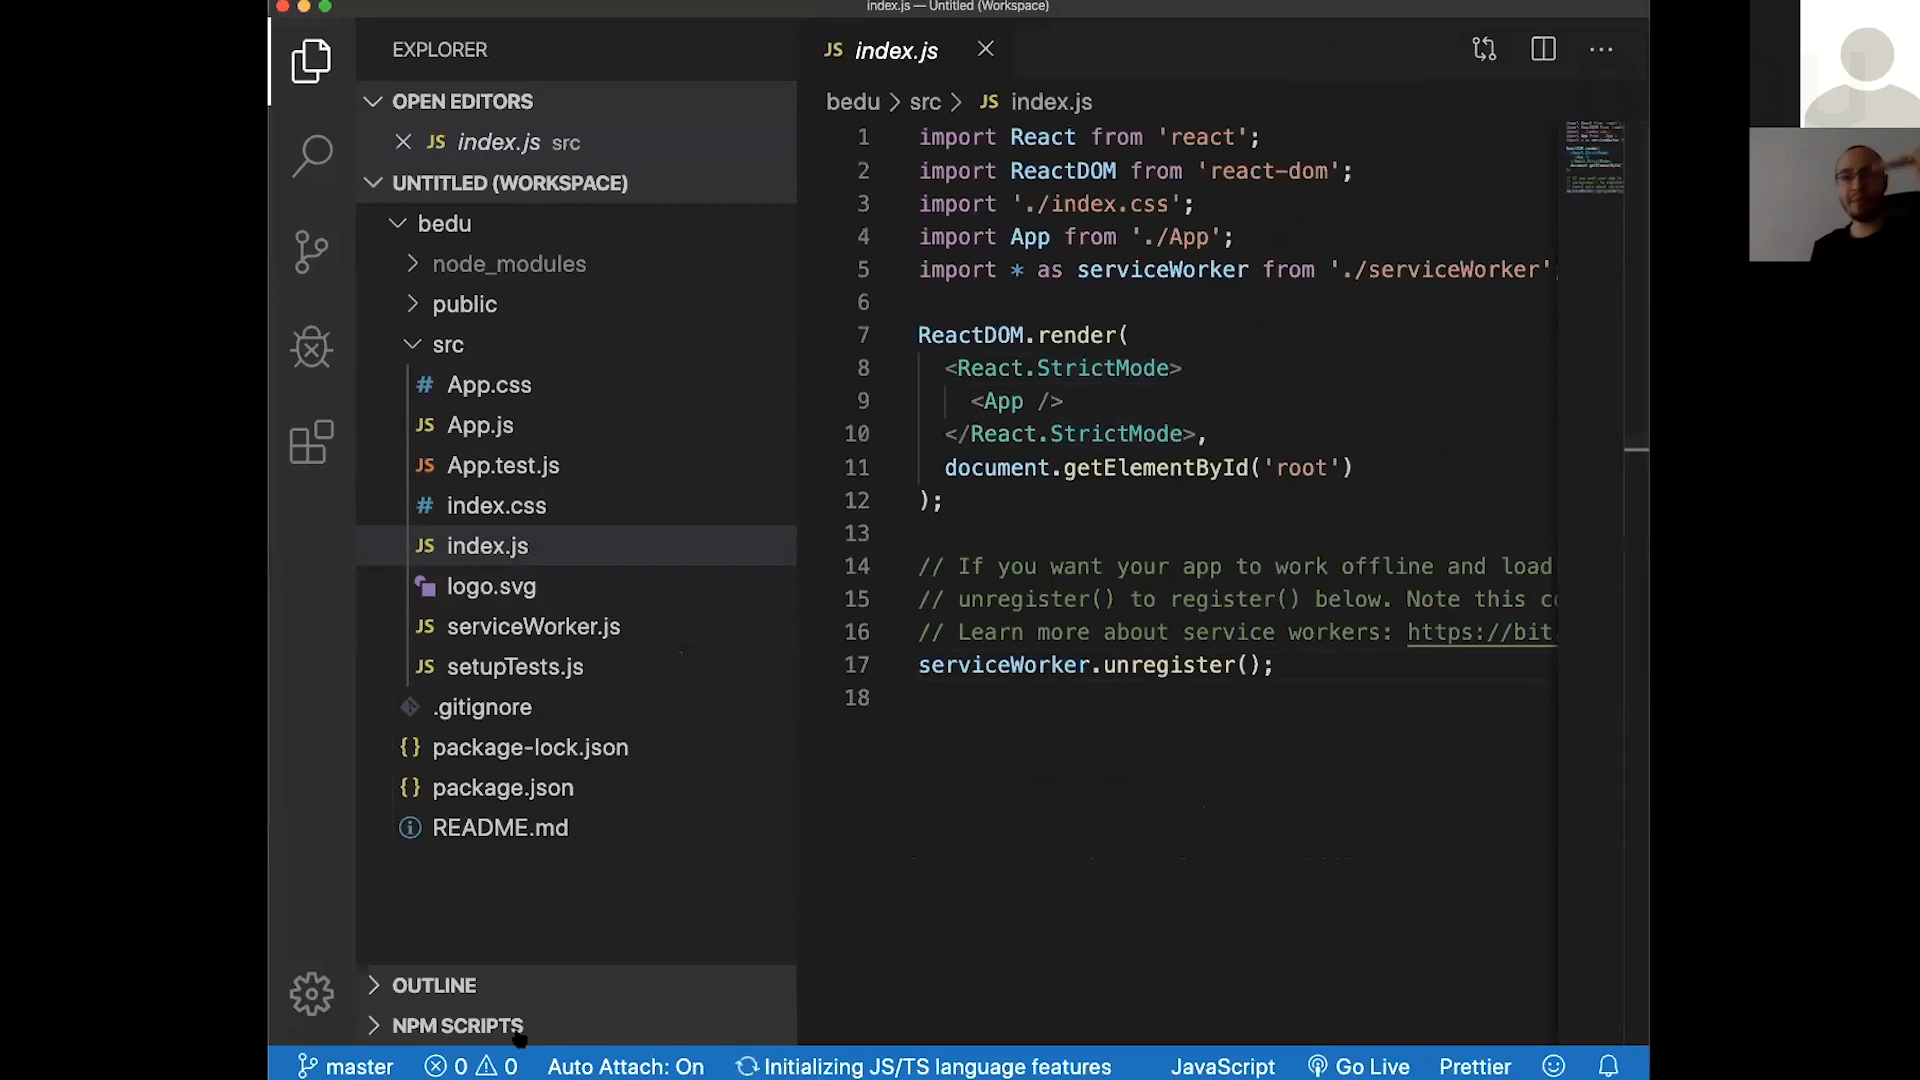 index.js — Untitled (Workspace)
EXPLORER
OPEN EDITORS
JS index.js src
UNTITLED (WORKSPACE)
bedu
node_modules
public
src
# App.css
JS App.js
JS App.test.js
# index.css
JS index.js
logo.svg
JS serviceWorker.js
JS setupTests.js
.gitignore
{} package-lock.json
{} package.json
README.md
OUTLINE
NPM SCRIPTS
JS index.js
bedu > src > JS index.js
1 import React from 'react';
2 import ReactDOM from 'react-dom';
3 import './index.css';
4 import App from './App';
5 import * as serviceWorker from './serviceWorker';
6
7 ReactDOM.render(
8 <React.StrictMode>
9 <App />
10 </React.StrictMode>,
11 document.getElementById('root')
12 );
13
14 // If you want your app to work offline and load
15 // unregister() to register() below. Note this co
16 // Learn more about service workers: https://bit.
17 serviceWorker.unregister();
18
master 0 0 Auto Attach: On Initializing JS/TS language features JavaScript Go Live Prettier